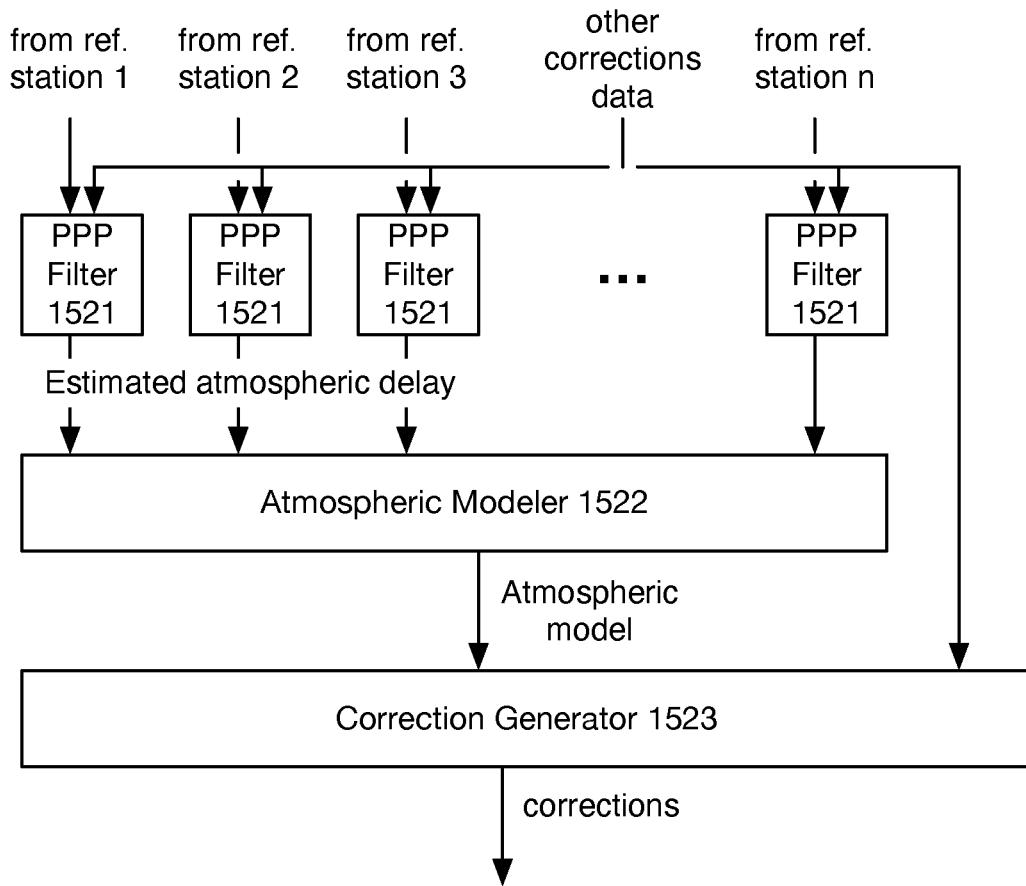 from ref.
station 1
from ref.
station 2
from ref.
station 3
other
corrections
data
from ref.
station n
PPP
Filter
1521
PPP
Filter
1521
PPP
Filter
1521
...
PPP
Filter
1521
Estimated atmospheric delay
Atmospheric Modeler 1522
Atmospheric
model
Correction Generator 1523
corrections